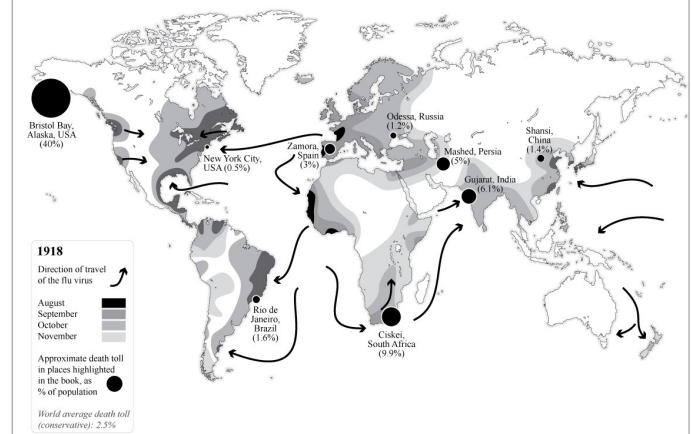 Bristol Bay,
Alaska, USA
(40%)
New York City,
USA (0.5%)
Zamora,
Spain
(3%)
Odessa, Russia
(1.2%)
Mashed, Persia
(5%)
Shansi,
China
(1.4%)
Gujarat, India
(6.1%)
Rio de
Janeiro,
Brazil
(1.6%)
Ciskei,
South Africa
(9.9%)
1918
Direction of travel
of the flu virus
August
September
October
November
Approximate death toll
in places highlighted
in the book, as
% of population
World average death toll
(conservative): 2.5%